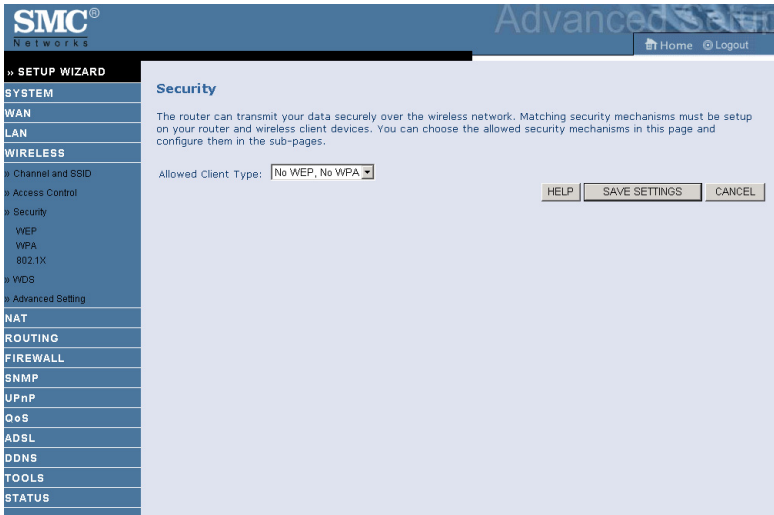 SMC®
Networks
Advanced Setup
Home Logout
» SETUP WIZARD
SYSTEM
WAN
LAN
WIRELESS
» Channel and SSID
» Access Control
» Security
WEP
WPA
802.1X
» WDS
» Advanced Setting
NAT
ROUTING
FIREWALL
SNMP
UPnP
QoS
ADSL
DDNS
TOOLS
STATUS
Security
The router can transmit your data securely over the wireless network. Matching security mechanisms must be setup
on your router and wireless client devices. You can choose the allowed security mechanisms in this page and
configure them in the sub-pages.
Allowed Client Type: No WEP, No WPA
HELP SAVE SETTINGS CANCEL